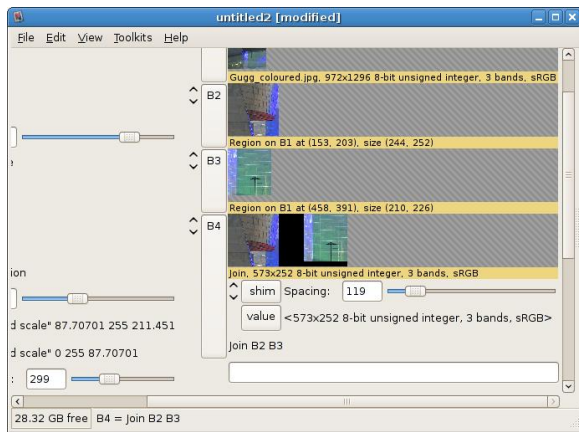 untitled2 [modified]
File Edit View Toolkits Help
Gugg_coloured.jpg, 972x1296 8-bit unsigned integer, 3 bands, sRGB
B2
Region on B1 at (153, 203), size (244, 252)
B3
Region on B1 at (458, 391), size (210, 226)
B4
Join, 573x252 8-bit unsigned integer, 3 bands, sRGB
ion
shim Spacing: 119
value <573x252 8-bit unsigned integer, 3 bands, sRGB>
d scale" 87.70701 255 211.451
Join B2 B3
d scale" 0 255 87.70701
: 299
28.32 GB free B4 = Join B2 B3